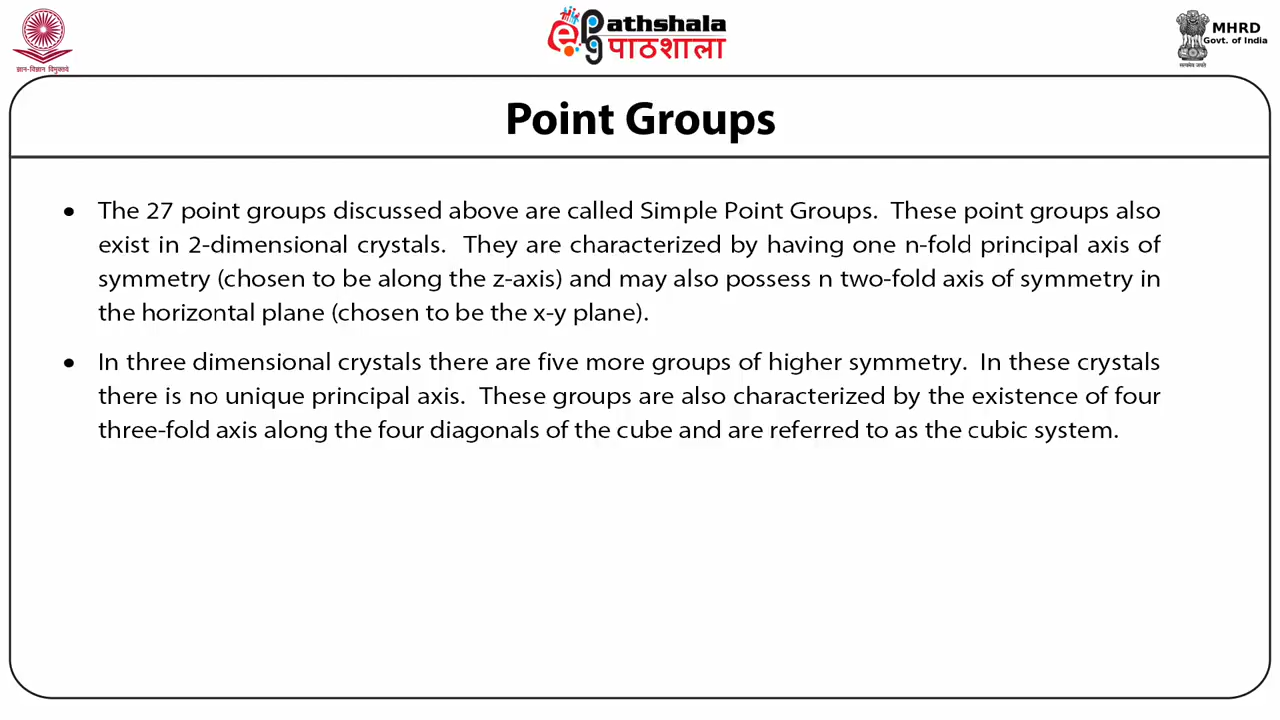 ज्ञान-विज्ञान विमुक्तये
ePG Pathshala
पाठशाला
MHRD
Govt. of India
सत्यमेव जयते
Point Groups
• The 27 point groups discussed above are called Simple Point Groups. These point groups also
exist in 2-dimensional crystals. They are characterized by having one n-fold principal axis of
symmetry (chosen to be along the z-axis) and may also possess n two-fold axis of symmetry in
the horizontal plane (chosen to be the x-y plane).
• In three dimensional crystals there are five more groups of higher symmetry. In these crystals
there is no unique principal axis. These groups are also characterized by the existence of four
three-fold axis along the four diagonals of the cube and are referred to as the cubic system.